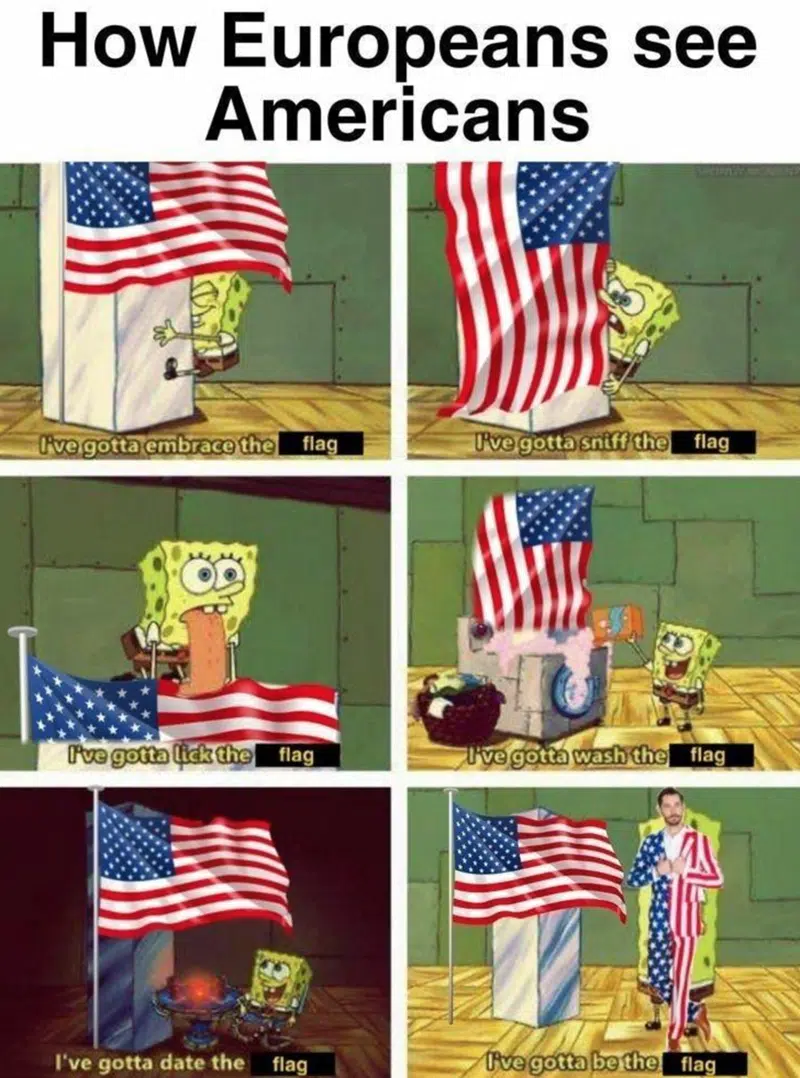 How Europeans see
Americans
I've gotta embrace the flag
I've gotta sniff the flag
I've gotta lick the flag
I've gotta wash the flag
I've gotta date the flag
I've gotta be the flag